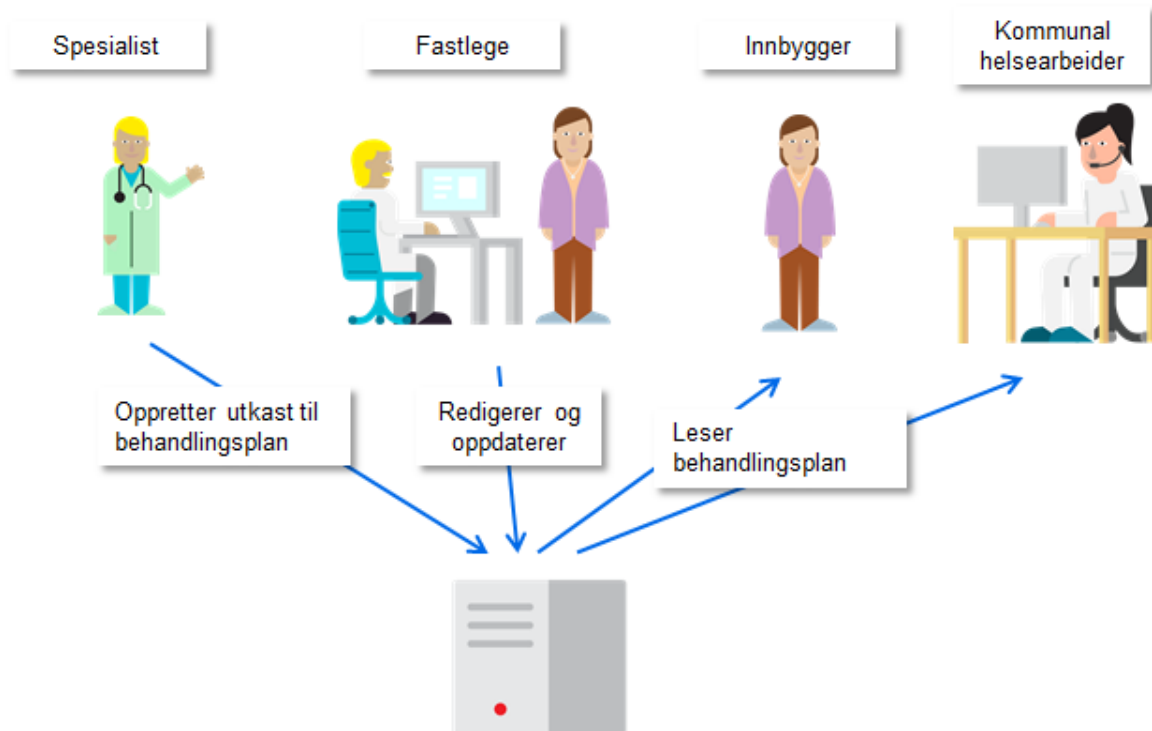 Spesialist
Fastlege
Innbygger
Kommunal
helsearbeider
Oppretter utkast til
behandlingsplan
Redigerer og
oppdaterer
Leser
behandlingsplan